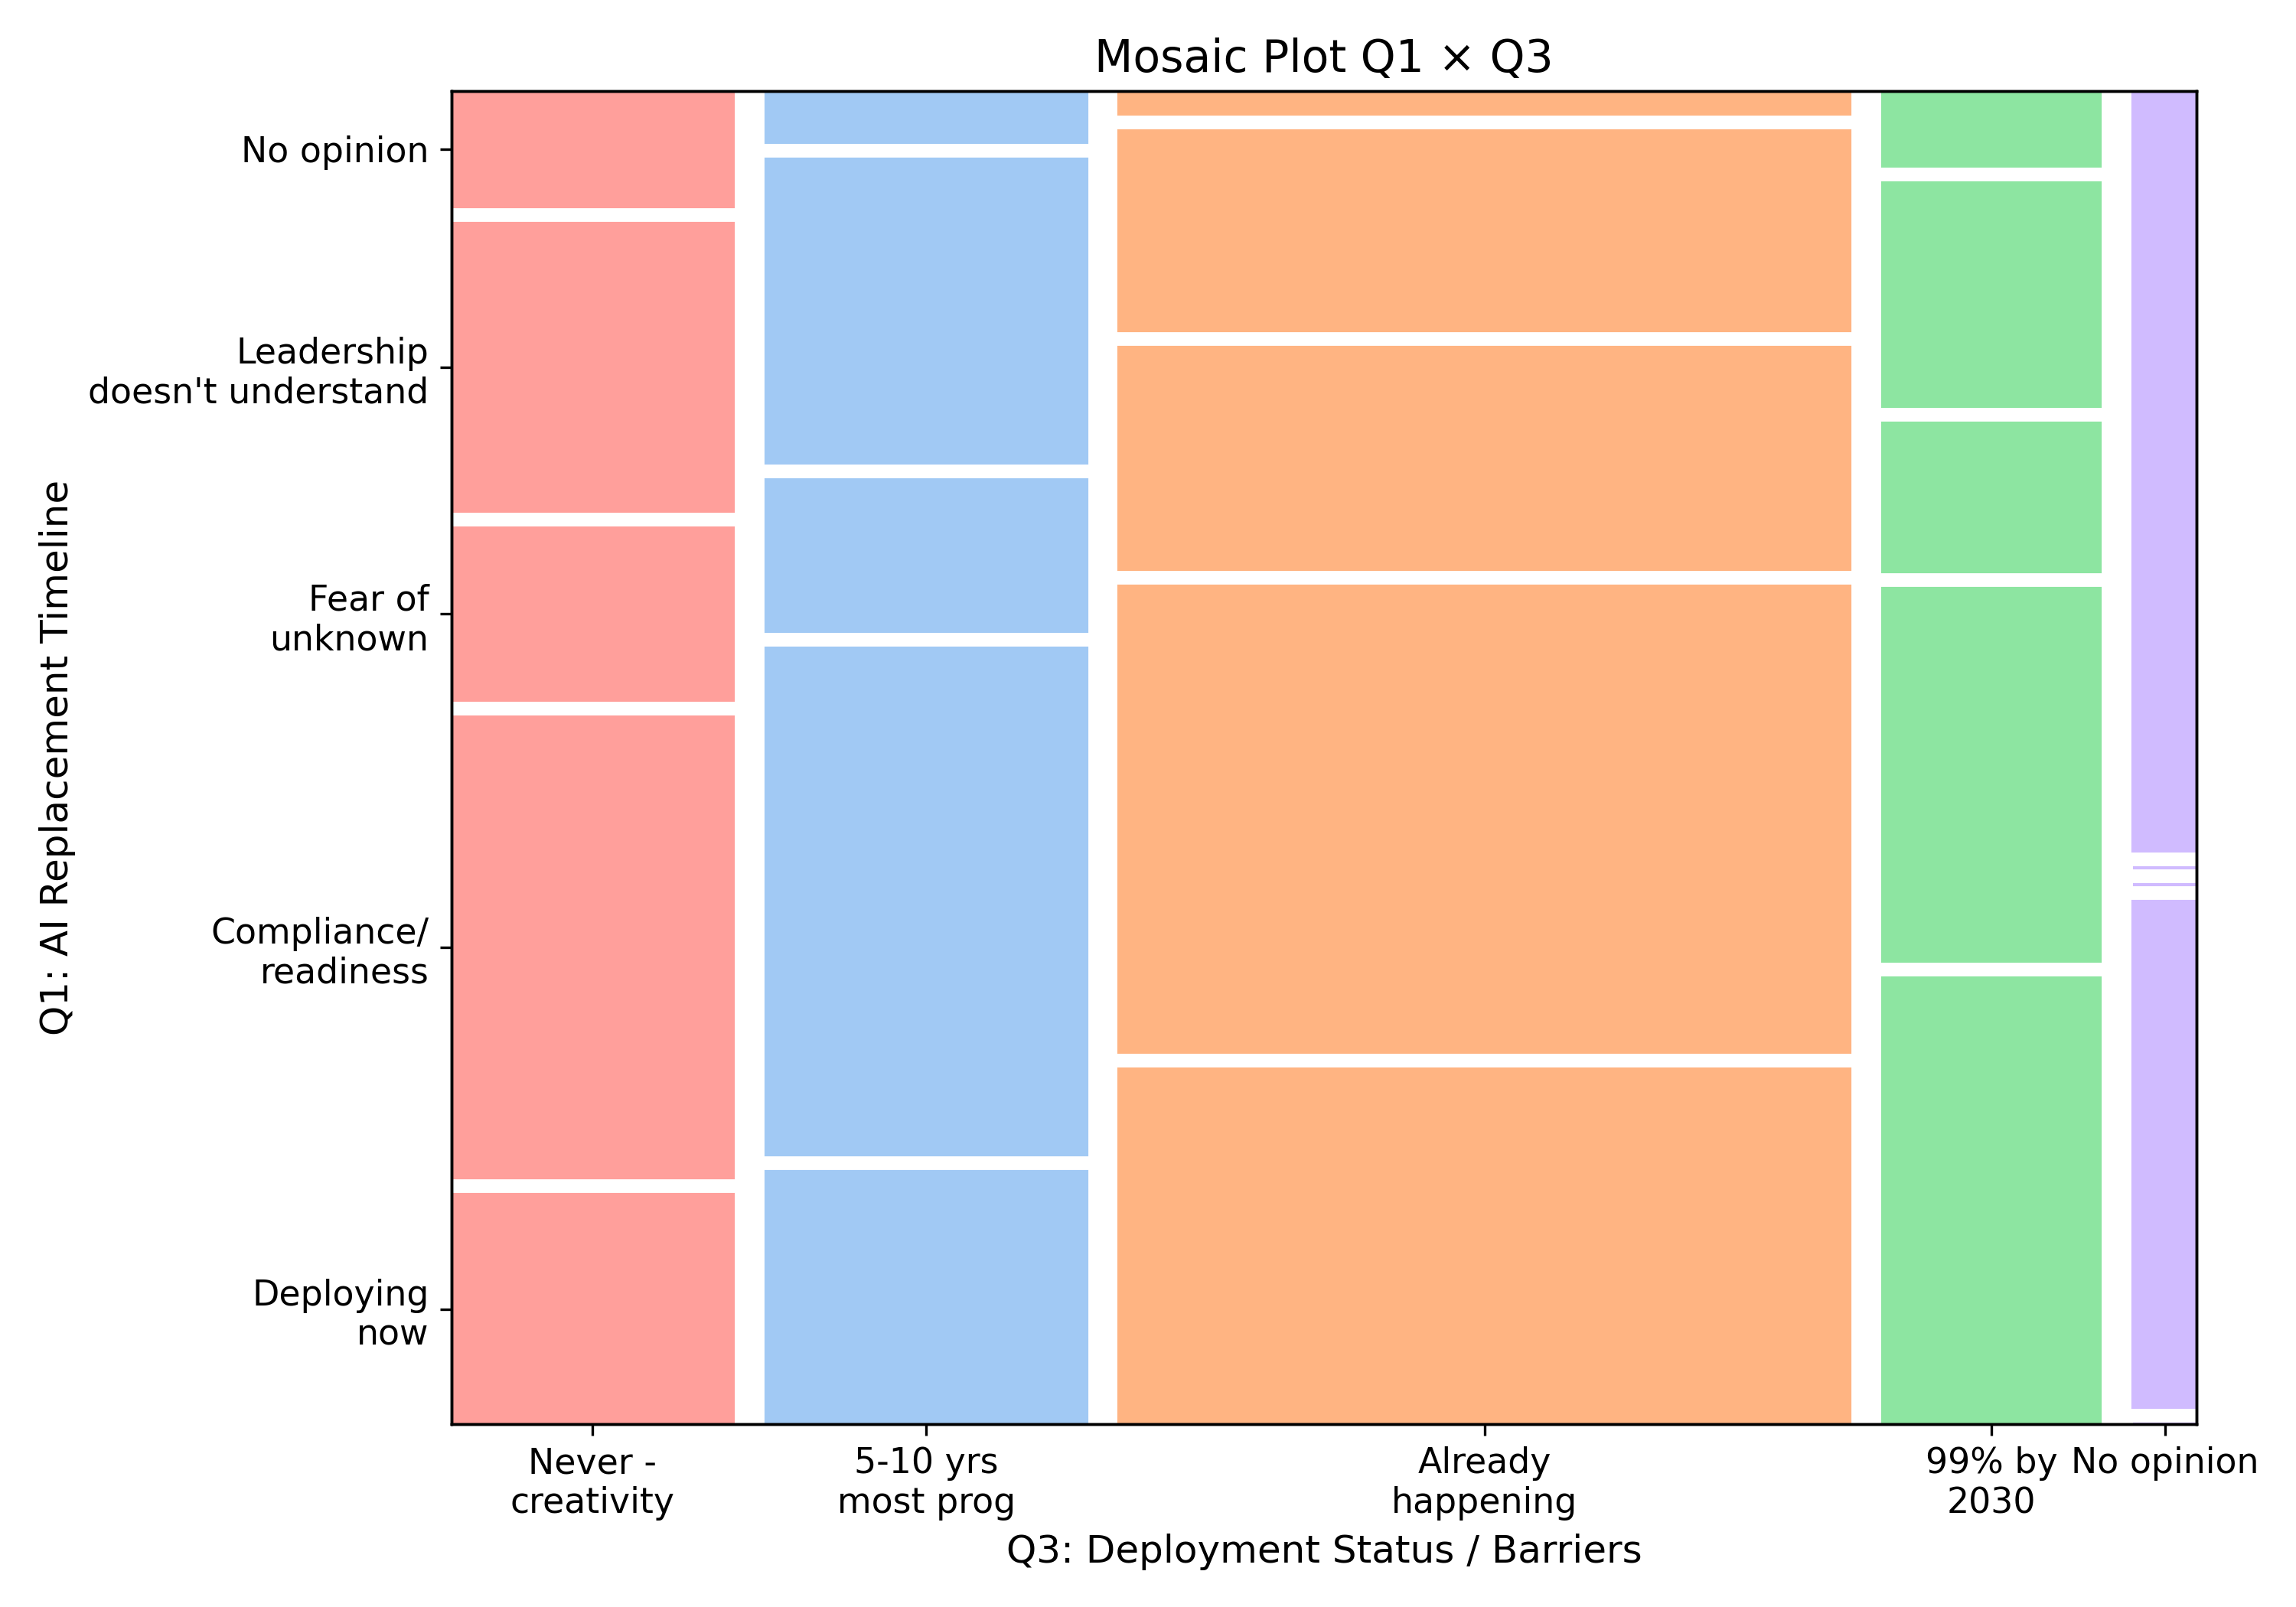 Mosaic Plot Q1 × Q3
Q1: AI Replacement Timeline
No opinion
Leadership
doesn't understand
Fear of
unknown
Compliance/
readiness
Deploying
now
Never -
creativity
5-10 yrs
most prog
Already
happening
99% by
2030
No opinion
Q3: Deployment Status / Barriers